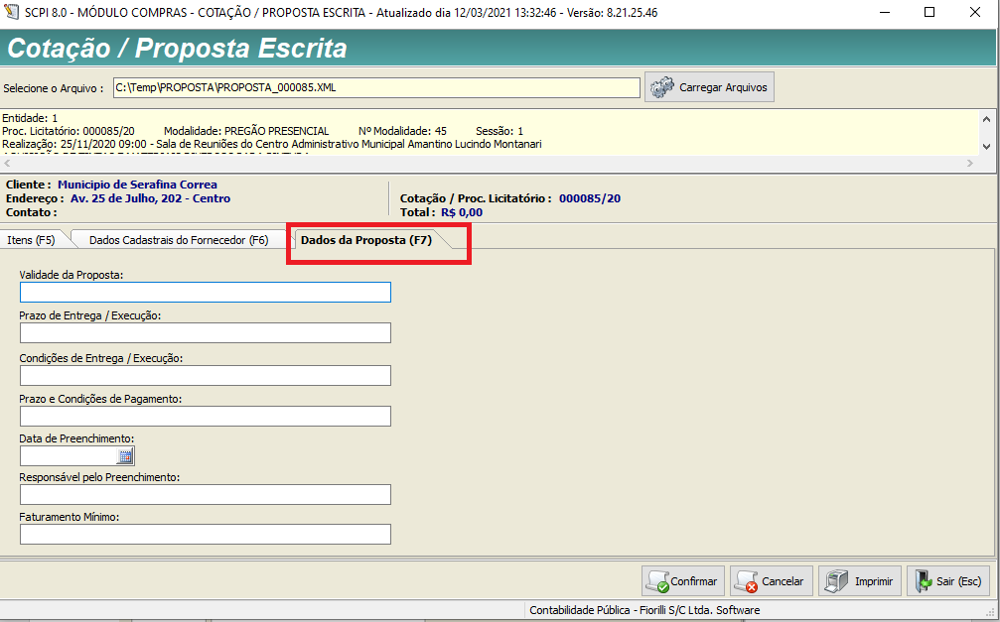 SCPI 8.0 - MÓDULO COMPRAS - COTAÇÃO / PROPOSTA ESCRITA - Atualizado dia 12/03/2021 13:32:46 - Versão: 8.21.25.46
Cotação / Proposta Escrita
Selecione o Arquivo : C:\Temp\PROPOSTA\PROPOSTA_000085.XML Carregar Arquivos
Entidade: 1
Proc. Licitatório: 000085/20 Modalidade: PREGÃO PRESENCIAL Nº Modalidade: 45 Sessão: 1
Realização: 25/11/2020 09:00 - Sala de Reuniões do Centro Administrativo Municipal Amantino Lucindo Montanari
Cliente : Municipio de Serafina Correa
Endereço : Av. 25 de Julho, 202 - Centro Cotação / Proc. Licitatório : 000085/20
Contato : Total : R$ 0,00
Itens (F5) Dados Cadastrais do Fornecedor (F6) Dados da Proposta (F7)
Validade da Proposta:
Prazo de Entrega / Execução:
Condições de Entrega / Execução:
Prazo e Condições de Pagamento:
Data de Preenchimento:
Responsável pelo Preenchimento:
Faturamento Mínimo:
Confirmar Cancelar Imprimir Sair (Esc)
Contabilidade Pública - Fiorilli S/C Ltda. Software